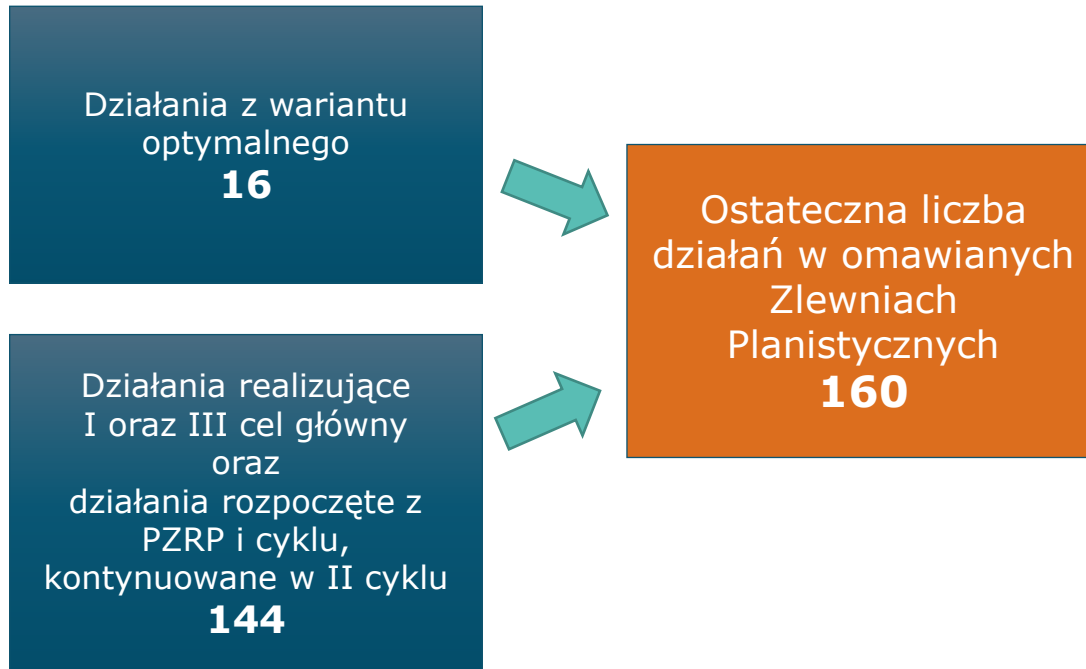 Działania z wariantu
optymalnego
16
Działania realizujące
I oraz III cel główny
oraz
działania rozpoczęte z
PZRP i cyklu,
kontynuowane w II cyklu
144
Ostateczna liczba
działań w omawianych
Zlewniach
Planistycznych
160